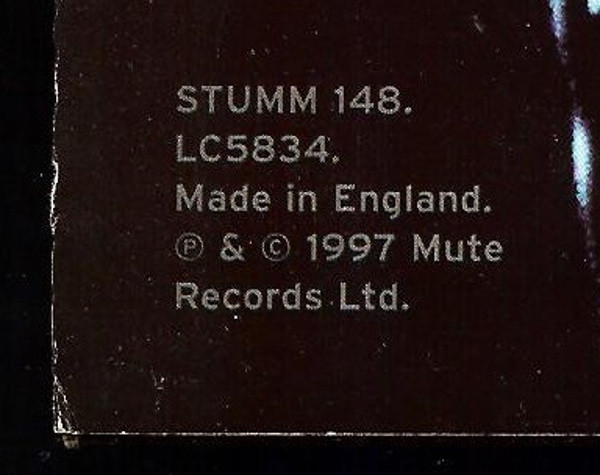 STUMM 148.
LC5834.
Made in England.
℗ & © 1997 Mute
Records Ltd.